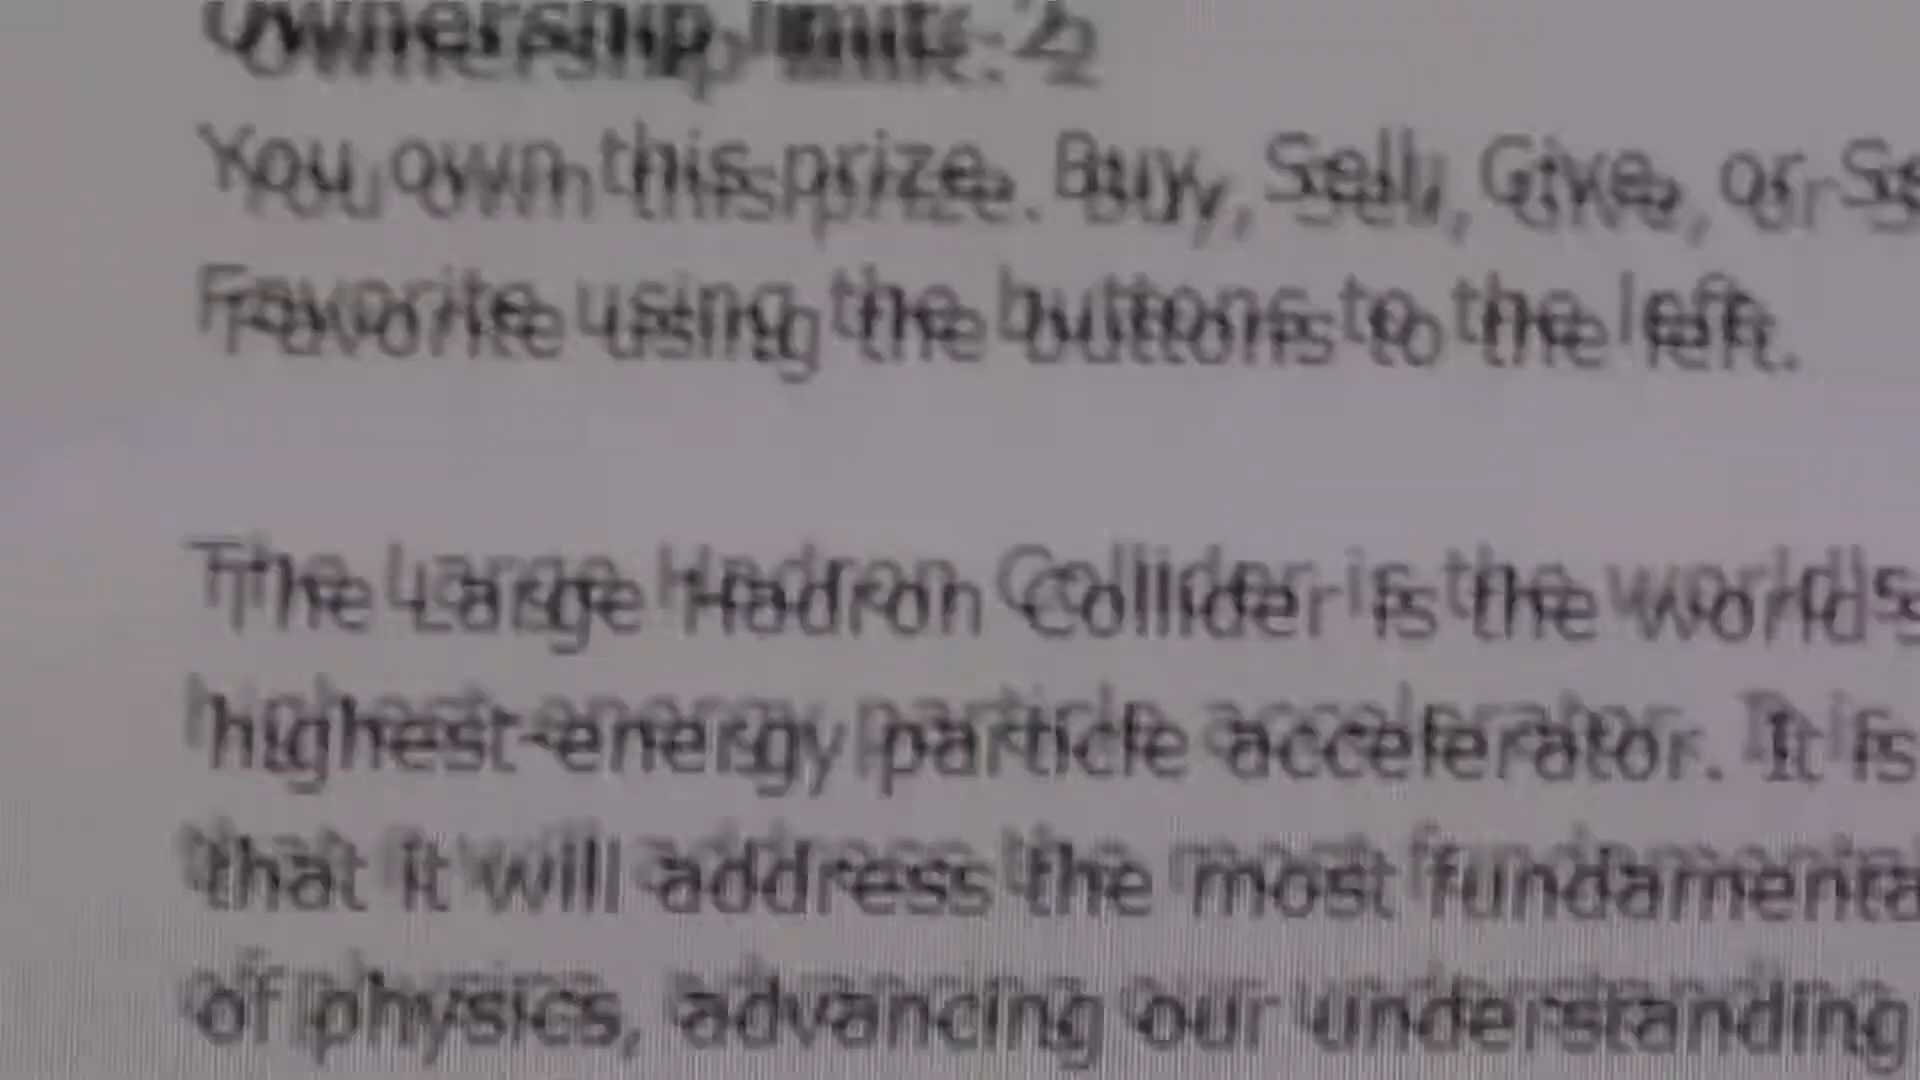 Ownership limit: 2
You own this prize. Buy, Sell, Give, or
Favorite using the buttons to the left.
The Large Hadron Collider is the world's
highest-energy particle accelerator. It is
that it will address the most fundamenta
of physics, advancing our understanding